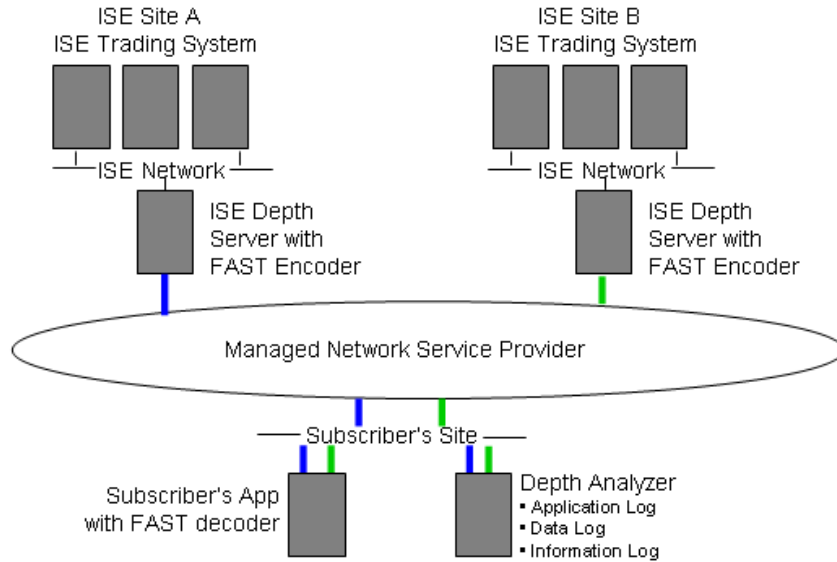 ISE Site A
ISE Trading System
ISE Site B
ISE Trading System
ISE Network
ISE Network
ISE Depth
Server with
FAST Encoder
ISE Depth
Server with
FAST Encoder
Managed Network Service Provider
Subscriber's Site
Subscriber's App
with FAST decoder
Depth Analyzer
▪ Application Log
▪ Data Log
▪ Information Log